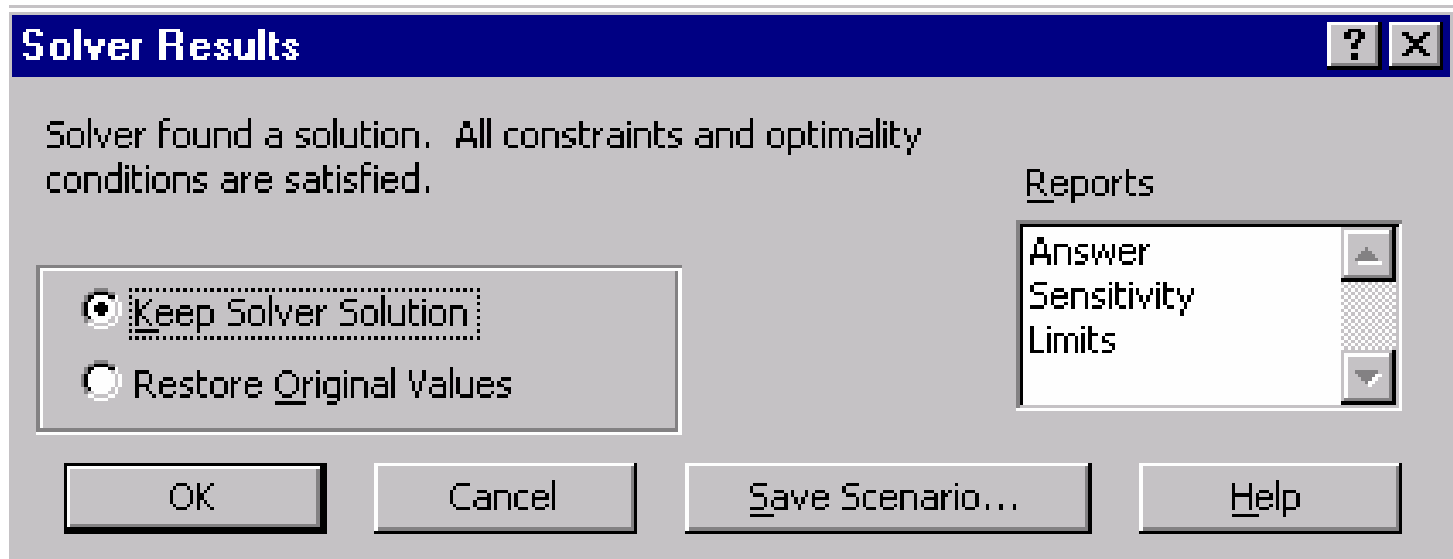 Solver Results
?
Solver found a solution.  All constraints and optimality
conditions are satisfied.
Reports
Answer
Sensitivity
Limits
Keep Solver Solution
Restore Original Values
OK
Cancel
Save Scenario...
Help